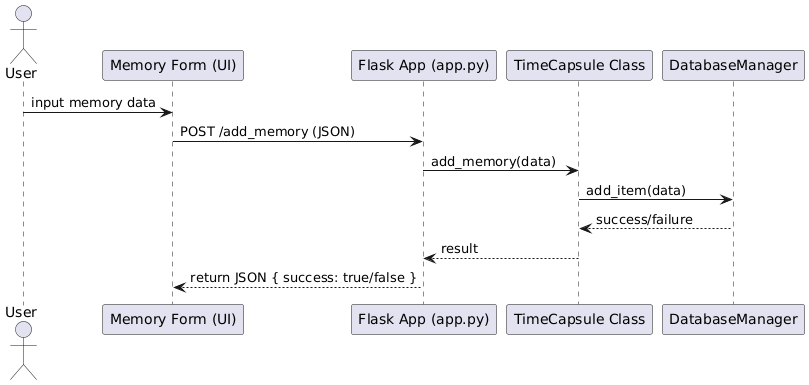 User
Memory Form (UI)
Flask App (app.py)
TimeCapsule Class
DatabaseManager
input memory data
POST /add_memory (JSON)
add_memory(data)
add_item(data)
success/failure
result
return JSON { success: true/false }
User
Memory Form (UI)
Flask App (app.py)
TimeCapsule Class
DatabaseManager